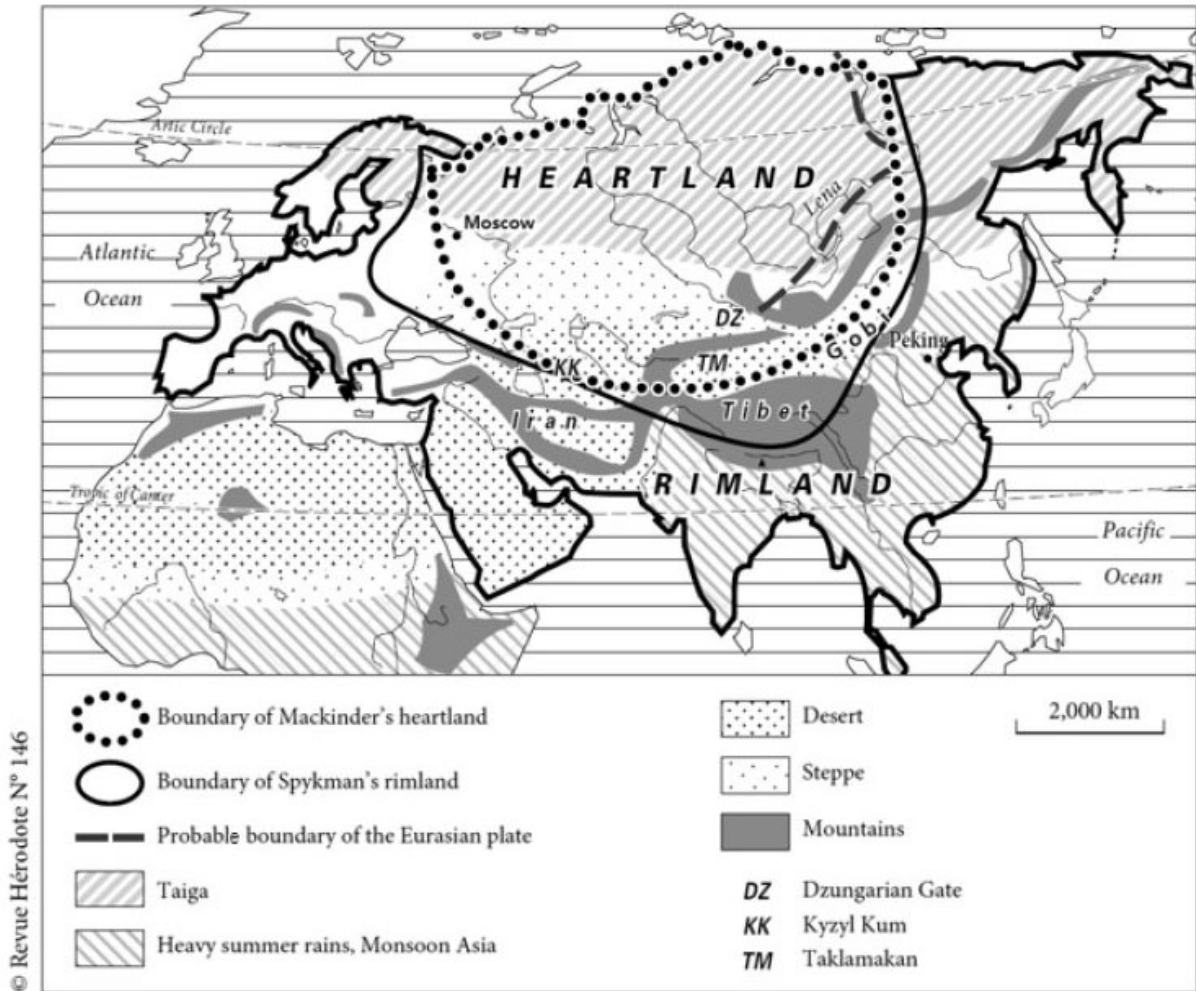 Artic Circle
HEARTLAND
Lena
Moscow
Atlantic
Ocean
DZ
Gobi
Peking
KK
TM
Tibet
Iran
RIMLAND
Tropic of Cancer
Pacific
Ocean
Boundary of Mackinder's heartland
Boundary of Spykman's rimland
Probable boundary of the Eurasian plate
Taiga
Heavy summer rains, Monsoon Asia
Desert
Steppe
Mountains
DZ Dzungarian Gate
KK Kyzyl Kum
TM Taklamakan
2,000 km
© Revue Hérodote N° 146